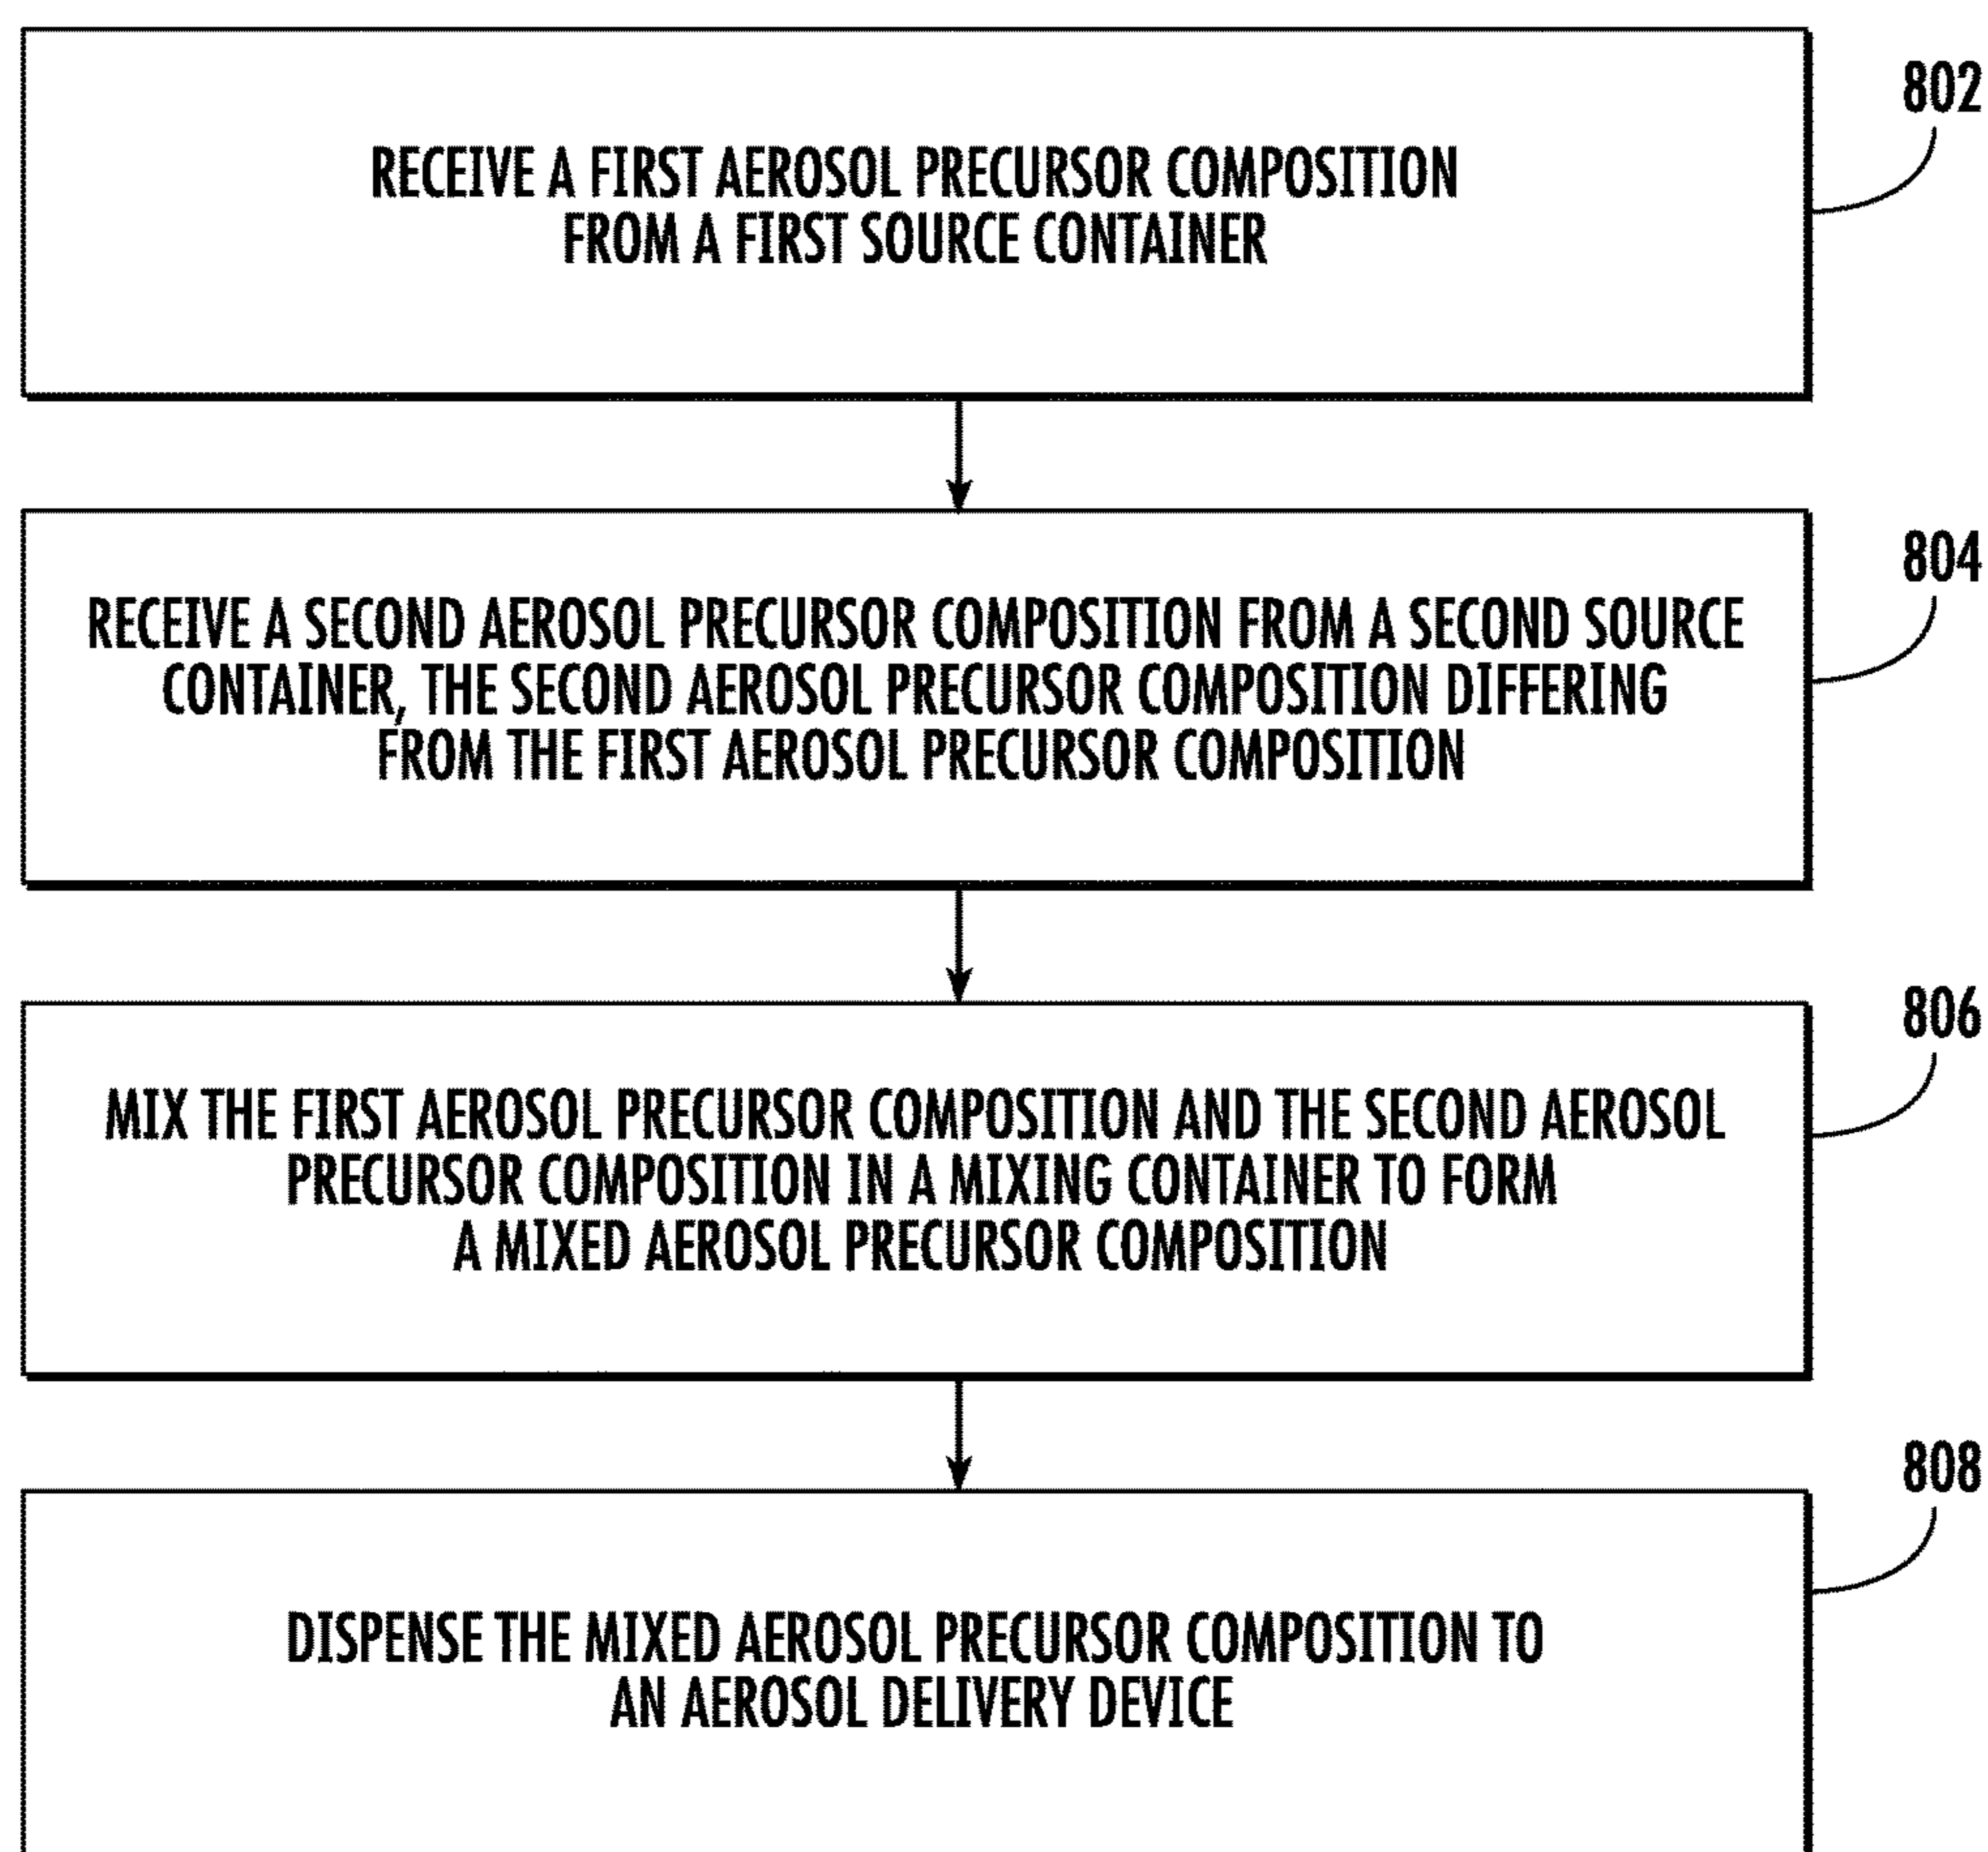 802
RECEIVE A FIRST AEROSOL PRECURSOR COMPOSITION
FROM A FIRST SOURCE CONTAINER
804
RECEIVE A SECOND AEROSOL PRECURSOR COMPOSITION FROM A SECOND SOURCE
CONTAINER, THE SECOND AEROSOL PRECURSOR COMPOSITION DIFFERING
FROM THE FIRST AEROSOL PRECURSOR COMPOSITION
806
MIX THE FIRST AEROSOL PRECURSOR COMPOSITION AND THE SECOND AEROSOL
PRECURSOR COMPOSITION IN A MIXING CONTAINER TO FORM
A MIXED AEROSOL PRECURSOR COMPOSITION
808
DISPENSE THE MIXED AEROSOL PRECURSOR COMPOSITION TO
AN AEROSOL DELIVERY DEVICE